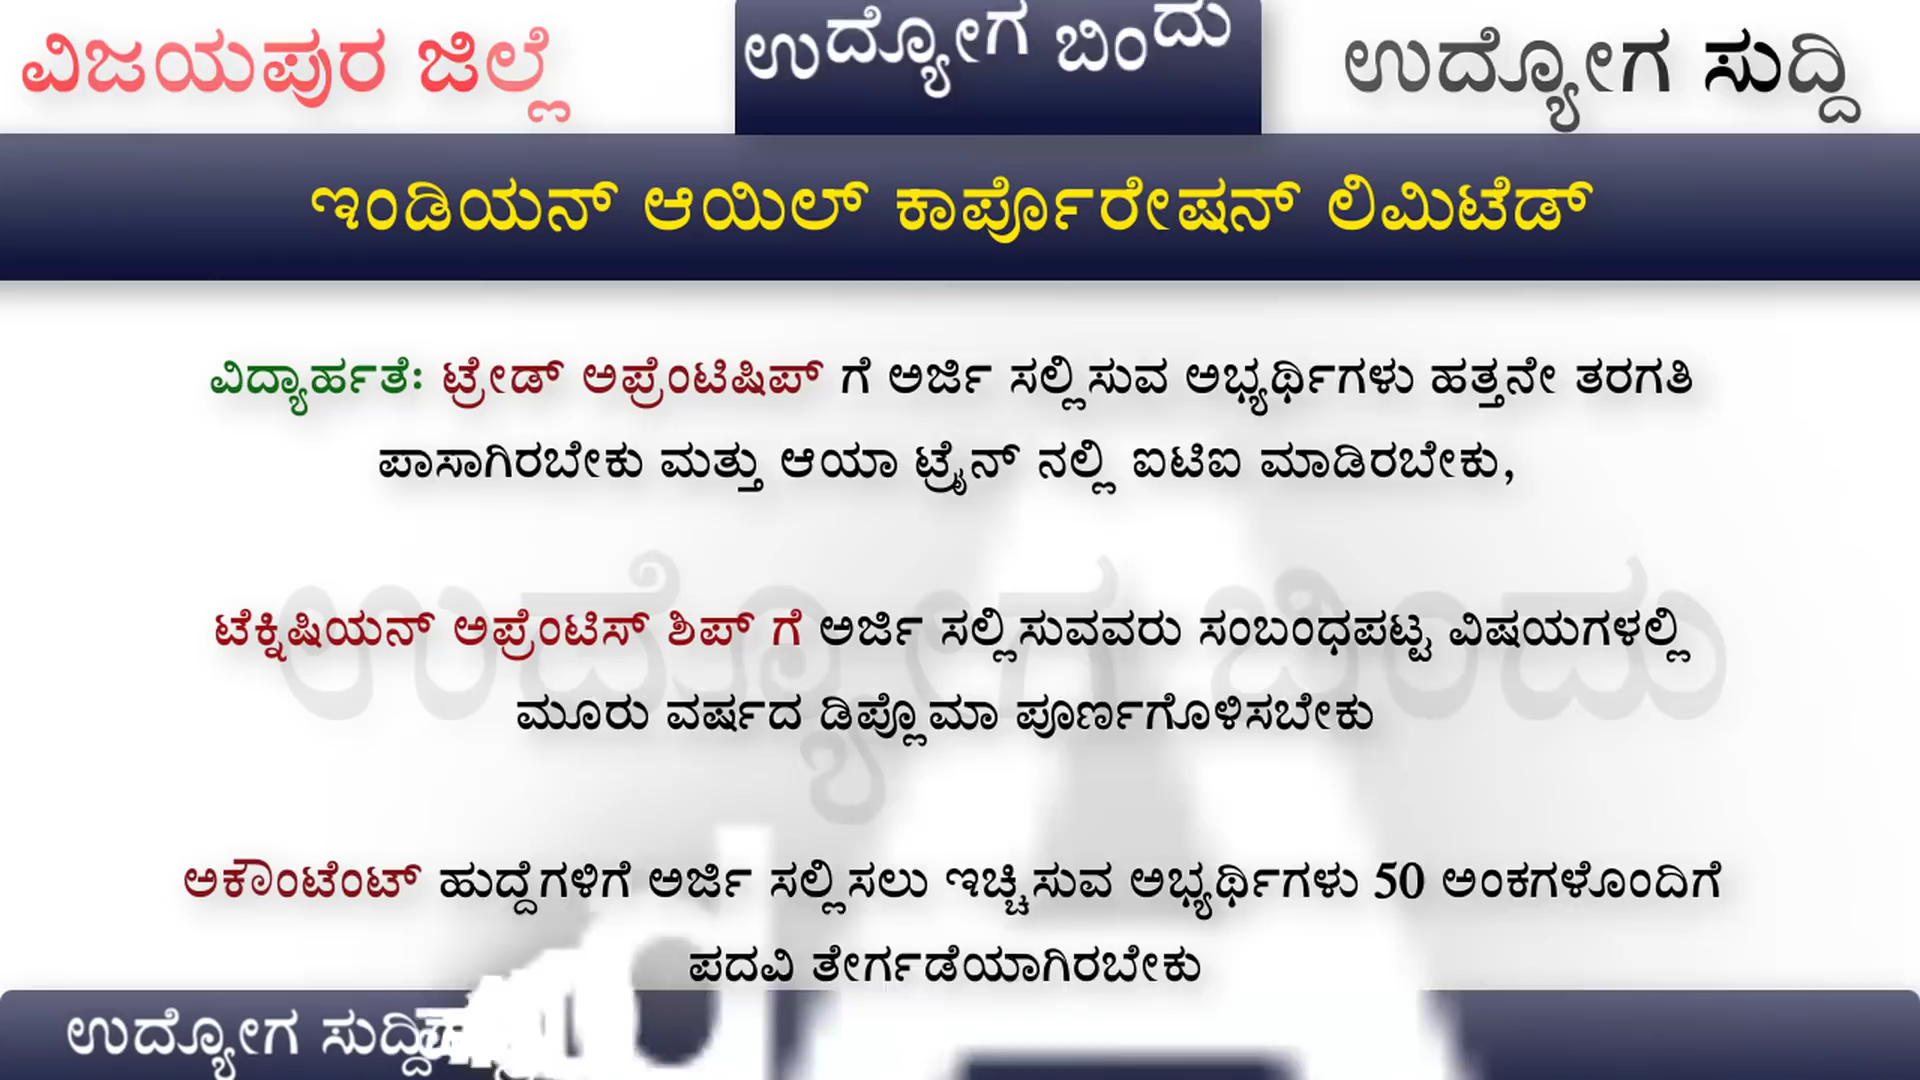 ವಿಜಯಪುರ ಜಿಲ್ಲೆ
ಉದ್ಯೋಗ ಬಿಂದು
ಉದ್ಯೋಗ ಸುದ್ದಿ
ಇಂಡಿಯನ್ ಆಯಿಲ್ ಕಾರ್ಪೊರೇಷನ್ ಲಿಮಿಟೆಡ್
ವಿದ್ಯಾರ್ಹತೆ: ಟ್ರೇಡ್ ಅಪ್ರೆಂಟಿಷಿಪ್ ಗೆ ಅರ್ಜಿ ಸಲ್ಲಿಸುವ ಅಭ್ಯರ್ಥಿಗಳು ಹತ್ತನೇ ತರಗತಿ
ಪಾಸಾಗಿರಬೇಕು ಮತ್ತು ಆಯಾ ಟ್ರೈನ್ ನಲ್ಲಿ ಐಟಿಐ ಮಾಡಿರಬೇಕು,
ಉದ್ಯೋಗ ಬಿಂದು
ಟೆಕ್ನಿಷಿಯನ್ ಅಪ್ರೆಂಟಿಸ್ ಶಿಪ್ ಗೆ ಅರ್ಜಿ ಸಲ್ಲಿಸುವವರು ಸಂಬಂಧಪಟ್ಟ ವಿಷಯಗಳಲ್ಲಿ
ಮೂರು ವರ್ಷದ ಡಿಪ್ಲೊಮಾ ಪೂರ್ಣಗೊಳಿಸಬೇಕು
ಅಕೌಂಟೆಂಟ್ ಹುದ್ದೆಗಳಿಗೆ ಅರ್ಜಿ ಸಲ್ಲಿಸಲು ಇಚ್ಚಿಸುವ ಅಭ್ಯರ್ಥಿಗಳು 50 ಅಂಕಗಳೊಂದಿಗೆ
ಪದವಿ ತೇರ್ಗಡೆಯಾಗಿರಬೇಕು
ಉದ್ಯೋಗ ಸುದ್ದಿ